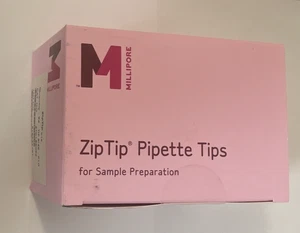 M
MILLIPORE
ZipTip® Pipette Tips
for Sample Preparation